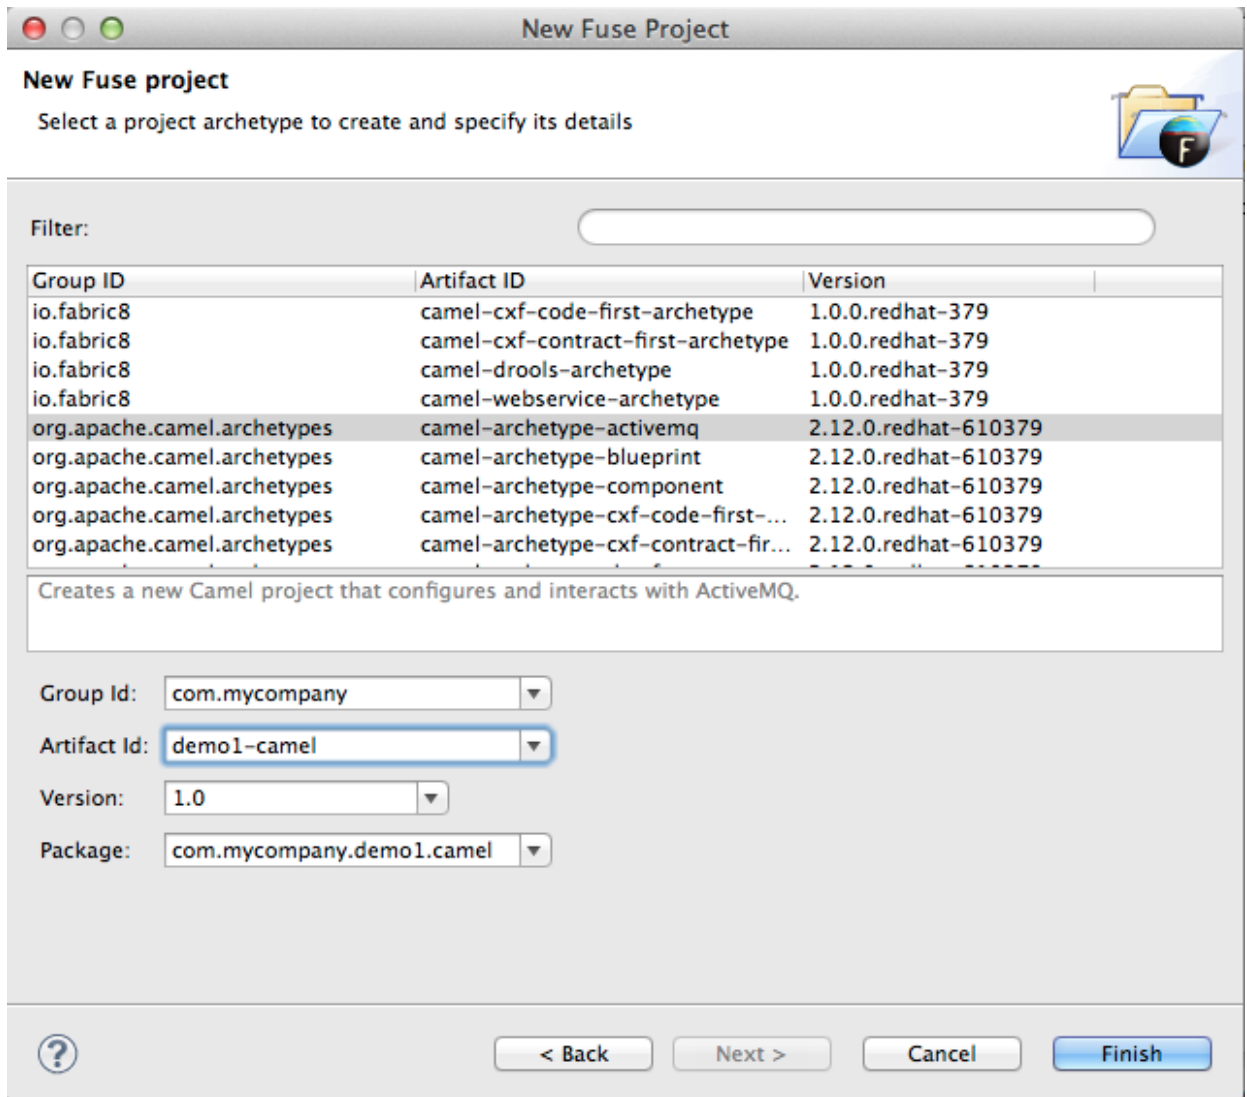 New Fuse Project
New Fuse project
Select a project archetype to create and specify its details
F
Filter:
Group ID Artifact ID Version
io.fabric8 camel-cxf-code-first-archetype 1.0.0.redhat-379
io.fabric8 camel-cxf-contract-first-archetype 1.0.0.redhat-379
io.fabric8 camel-drools-archetype 1.0.0.redhat-379
io.fabric8 camel-webservice-archetype 1.0.0.redhat-379
org.apache.camel.archetypes camel-archetype-activemq 2.12.0.redhat-610379
org.apache.camel.archetypes camel-archetype-blueprint 2.12.0.redhat-610379
org.apache.camel.archetypes camel-archetype-component 2.12.0.redhat-610379
org.apache.camel.archetypes camel-archetype-cxf-code-first-... 2.12.0.redhat-610379
org.apache.camel.archetypes camel-archetype-cxf-contract-fir... 2.12.0.redhat-610379
Creates a new Camel project that configures and interacts with ActiveMQ.
Group Id: com.mycompany
Artifact Id: demo1-camel
Version: 1.0
Package: com.mycompany.demo1.camel
? < Back Next > Cancel Finish